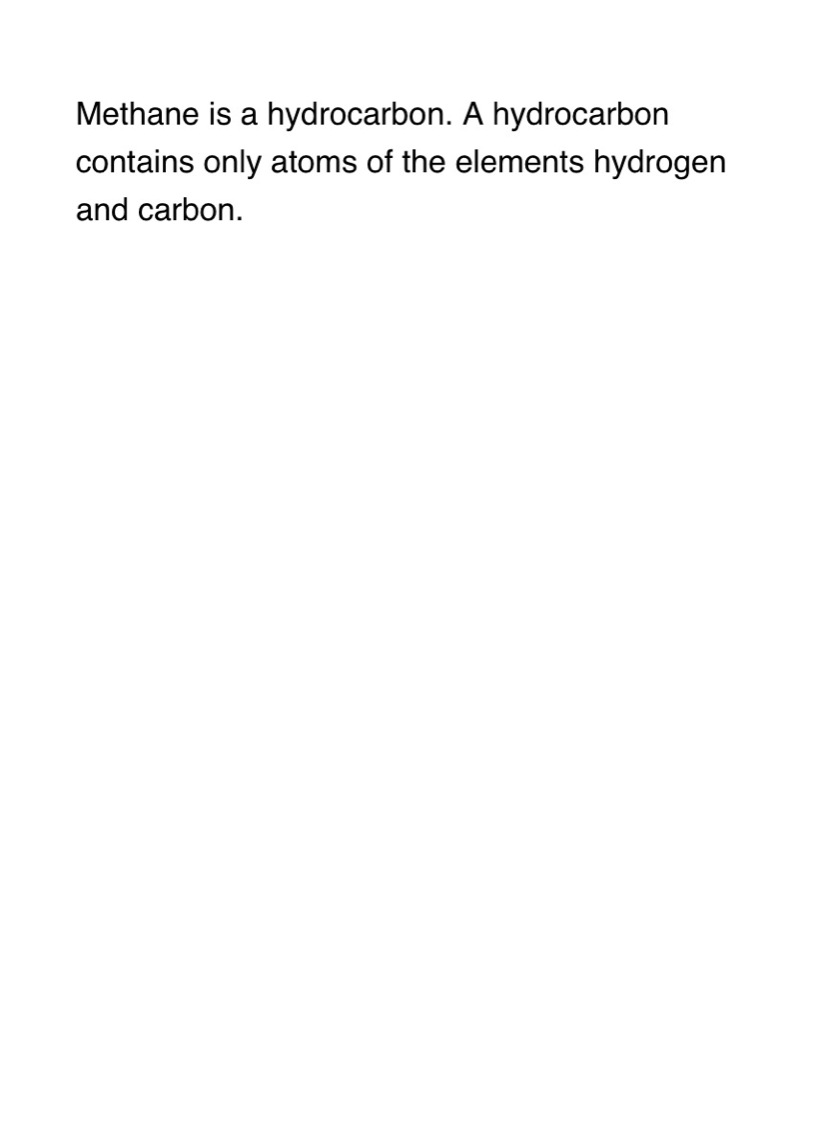 Methane is a hydrocarbon. A hydrocarbon
contains only atoms of the elements hydrogen
and carbon.